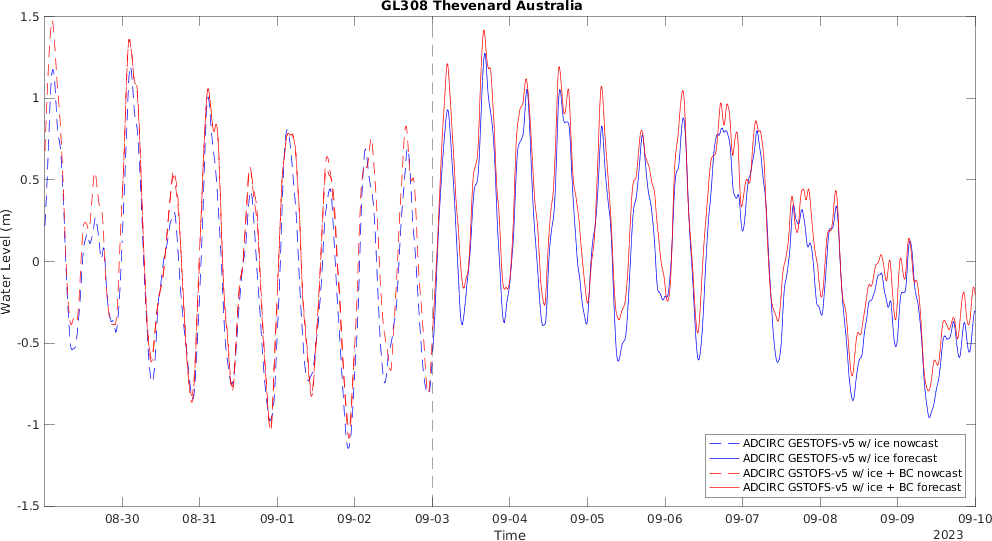 GL308 Thevenard Australia
1.5
1
0.5
0
-0.5
-1
-1.5
Water Level (m)
ADCIRC GESTOFS-v5 w/ ice nowcast
ADCIRC GESTOFS-v5 w/ ice forecast
ADCIRC GSTOFS-v5 w/ ice + BC nowcast
ADCIRC GSTOFS-v5 w/ ice + BC forecast
08-30 08-31 09-01 09-02 09-03 09-04 09-05 09-06 09-07 09-08 09-09 09-10
Time
2023